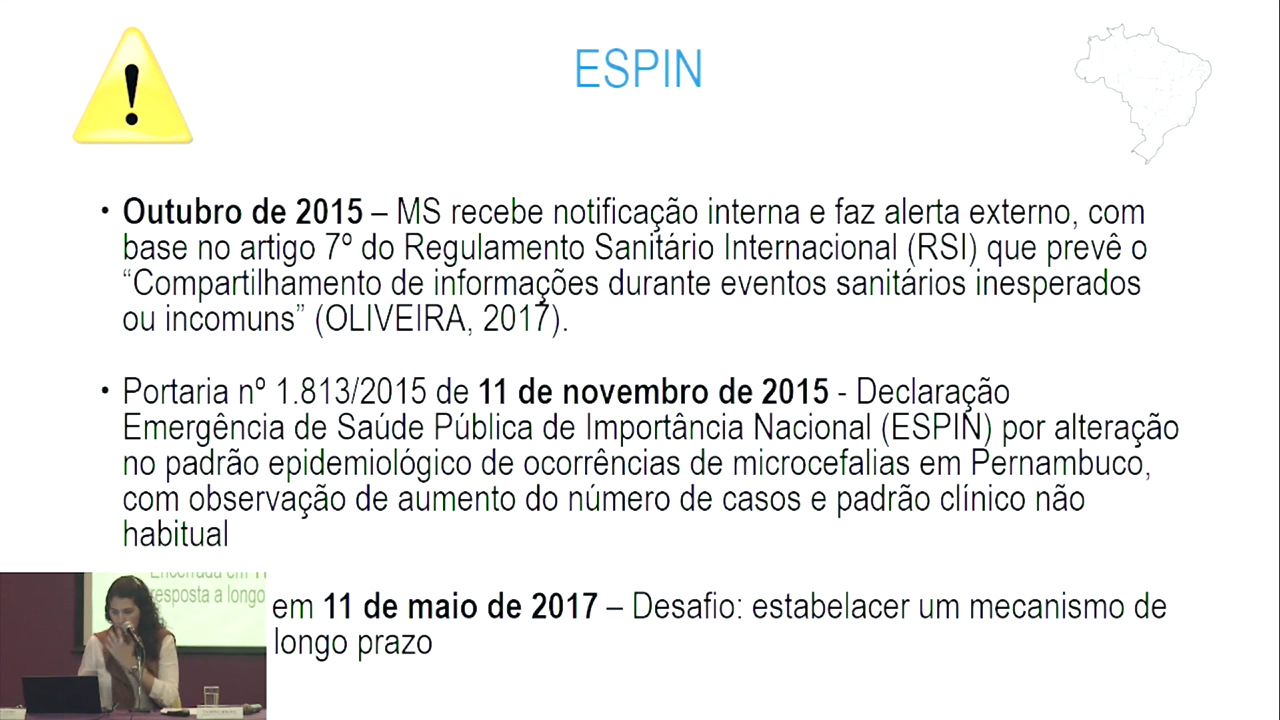 ESPIN
• Outubro de 2015 – MS recebe notificação interna e faz alerta externo, com
base no artigo 7º do Regulamento Sanitário Internacional (RSI) que prevê o
“Compartilhamento de informações durante eventos sanitários inesperados
ou incomuns” (OLIVEIRA, 2017).
• Portaria nº 1.813/2015 de 11 de novembro de 2015 - Declaração
Emergência de Saúde Pública de Importância Nacional (ESPIN) por alteração
no padrão epidemiológico de ocorrências de microcefalias em Pernambuco,
com observação de aumento do número de casos e padrão clínico não
habitual
em 11 de maio de 2017 – Desafio: estabelacer um mecanismo de
longo prazo
Encerrada em 11
resposta a longo